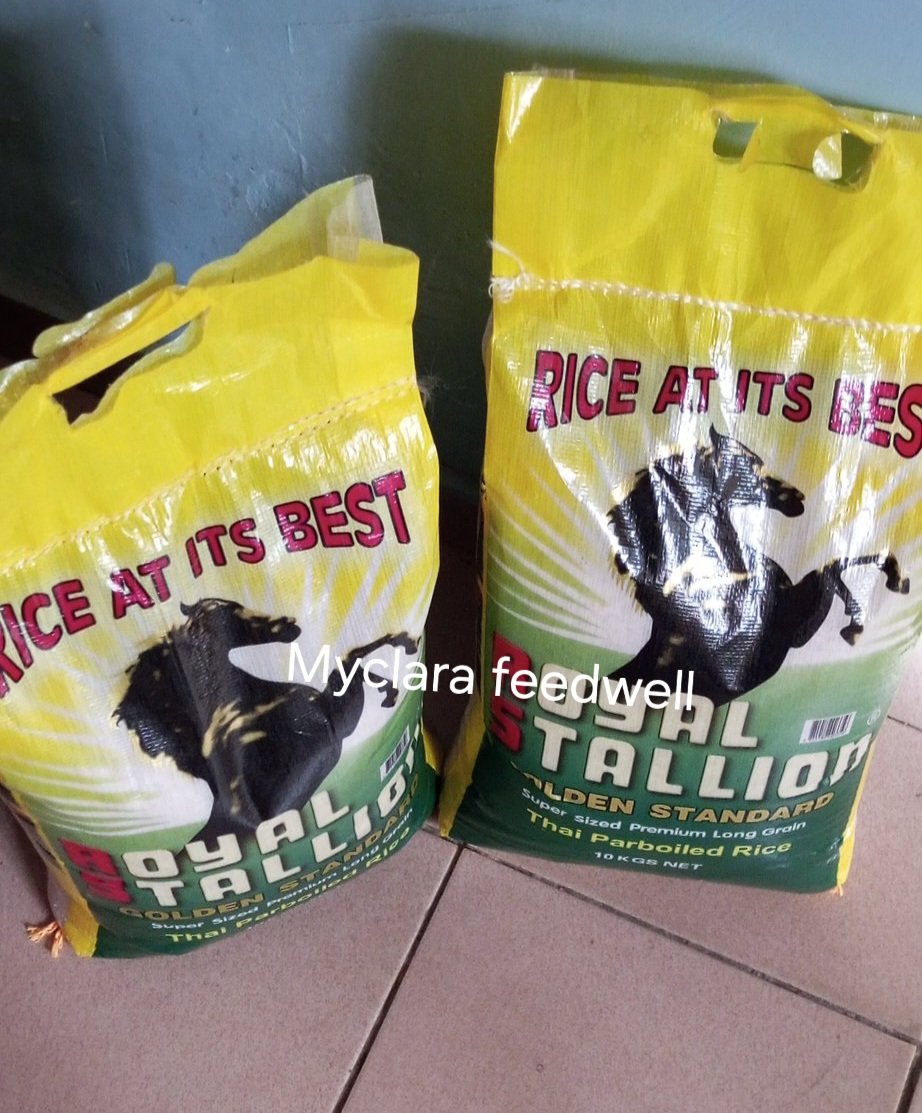 RICE AT ITS BEST
ROYAL
STALLION
GOLDEN STANDARD
Super Sized Premium Long Grain
Thai Parboiled Rice
RICE AT ITS BES
ROYAL
STALLION
GOLDEN STANDARD
Super Sized Premium Long Grain
Thai Parboiled Rice
10 KGS NET
Myclara feedwell